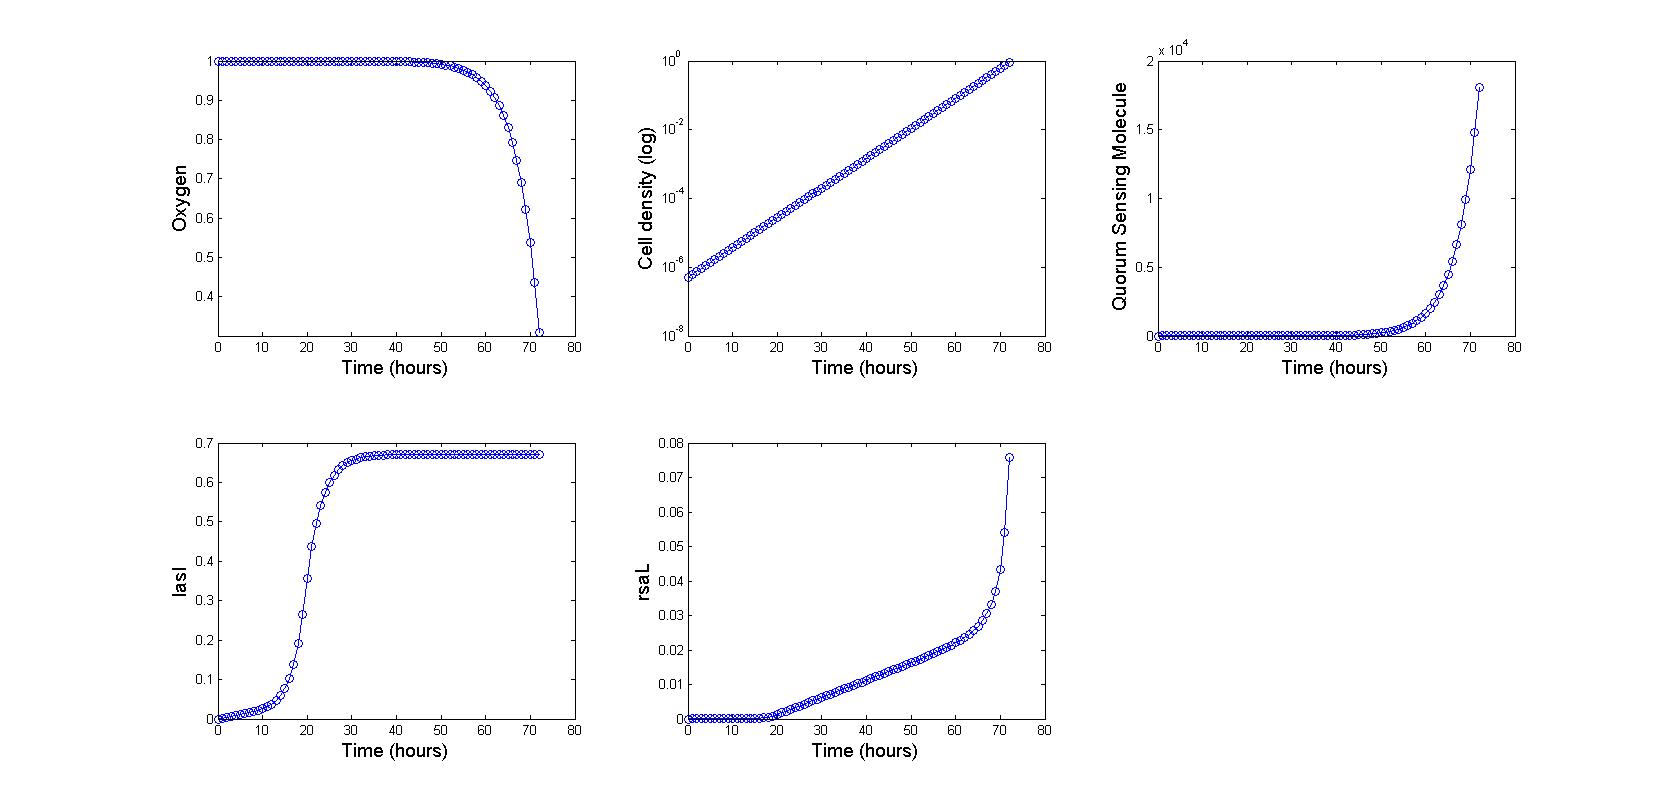 Oxygen
1
0.9
0.8
0.7
0.6
0.5
0.4
0 10 20 30 40 50 60 70 80
Time (hours)
Cell density (log)
10^0
10^-2
10^-4
10^-6
10^-8
0 10 20 30 40 50 60 70 80
Time (hours)
Quorum Sensing Molecule
x 10^4
2
1.5
1
0.5
0
0 10 20 30 40 50 60 70 80
Time (hours)
lasI
0.7
0.6
0.5
0.4
0.3
0.2
0.1
0
0 10 20 30 40 50 60 70 80
Time (hours)
rsaL
0.08
0.07
0.06
0.05
0.04
0.03
0.02
0.01
0
0 10 20 30 40 50 60 70 80
Time (hours)